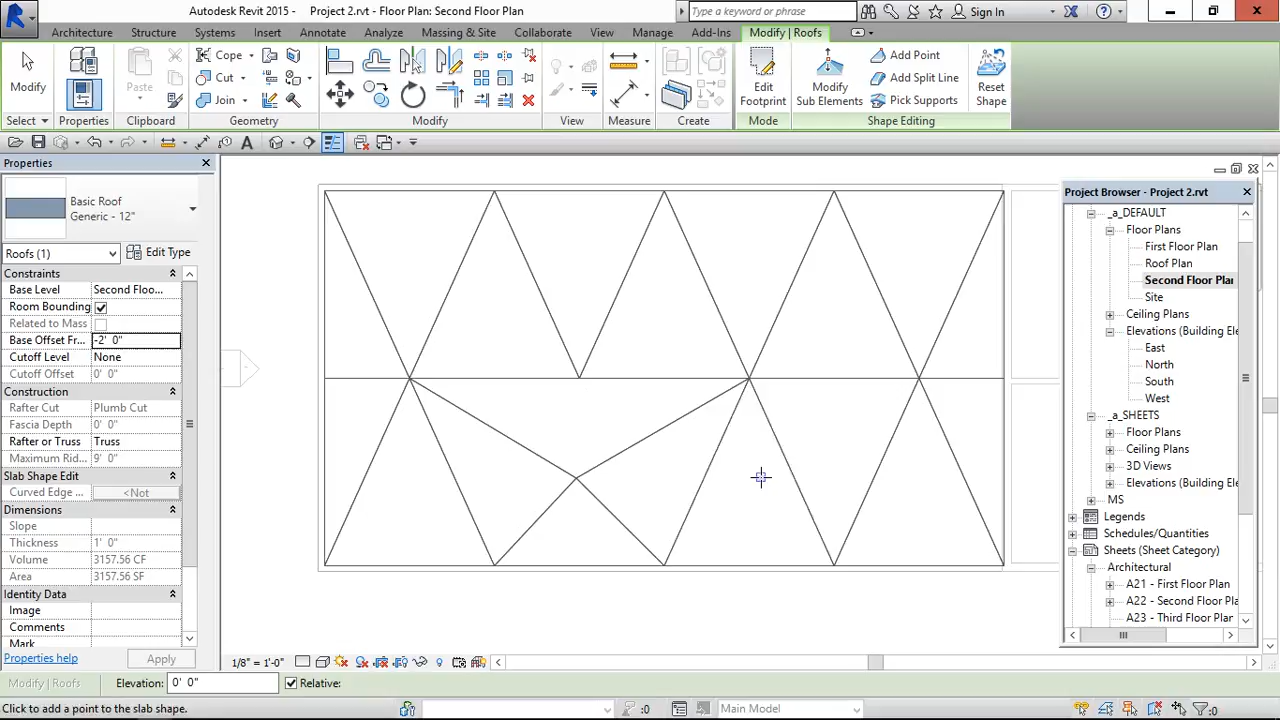 Autodesk Revit 2015 - Project 2.rvt - Floor Plan: Second Floor Plan
Type a keyword or phrase
Sign In
Architecture Structure Systems Insert Annotate Analyze Massing & Site Collaborate View Manage Add-Ins Modify | Roofs
Modify
Select
Properties
Paste
Clipboard
Cope
Cut
Join
Geometry
Modify
View
Measure
Create
Edit
Footprint
Mode
Modify
Sub Elements
Add Point
Add Split Line
Pick Supports
Reset
Shape
Shape Editing
Properties
Basic Roof
Generic - 12"
Roofs (1)
Edit Type
Constraints
Base Level Second Floo...
Room Bounding
Related to Mass
Base Offset Fr... -2' 0"
Cutoff Level None
Cutoff Offset 0' 0"
Construction
Rafter Cut Plumb Cut
Fascia Depth 0' 0"
Rafter or Truss Truss
Maximum Rid... 9' 0"
Slab Shape Edit
Curved Edge ... <Not
Dimensions
Slope
Thickness 1' 0"
Volume 3157.56 CF
Area 3157.56 SF
Identity Data
Image
Comments
Mark
Properties help
Apply
Project Browser - Project 2.rvt
_a_DEFAULT
Floor Plans
First Floor Plan
Roof Plan
Second Floor Plan
Site
Ceiling Plans
Elevations (Building Ele
East
North
South
West
_a_SHEETS
Floor Plans
Ceiling Plans
3D Views
Elevations (Building Ele
MS
Legends
Schedules/Quantities
Sheets (Sheet Category)
Architectural
A21 - First Floor Plan
A22 - Second Floor Pla
A23 - Third Floor Plan
1/8" = 1'-0"
Modify | Roofs
Elevation: 0' 0"
Relative:
Click to add a point to the slab shape.
:0
Main Model
:0